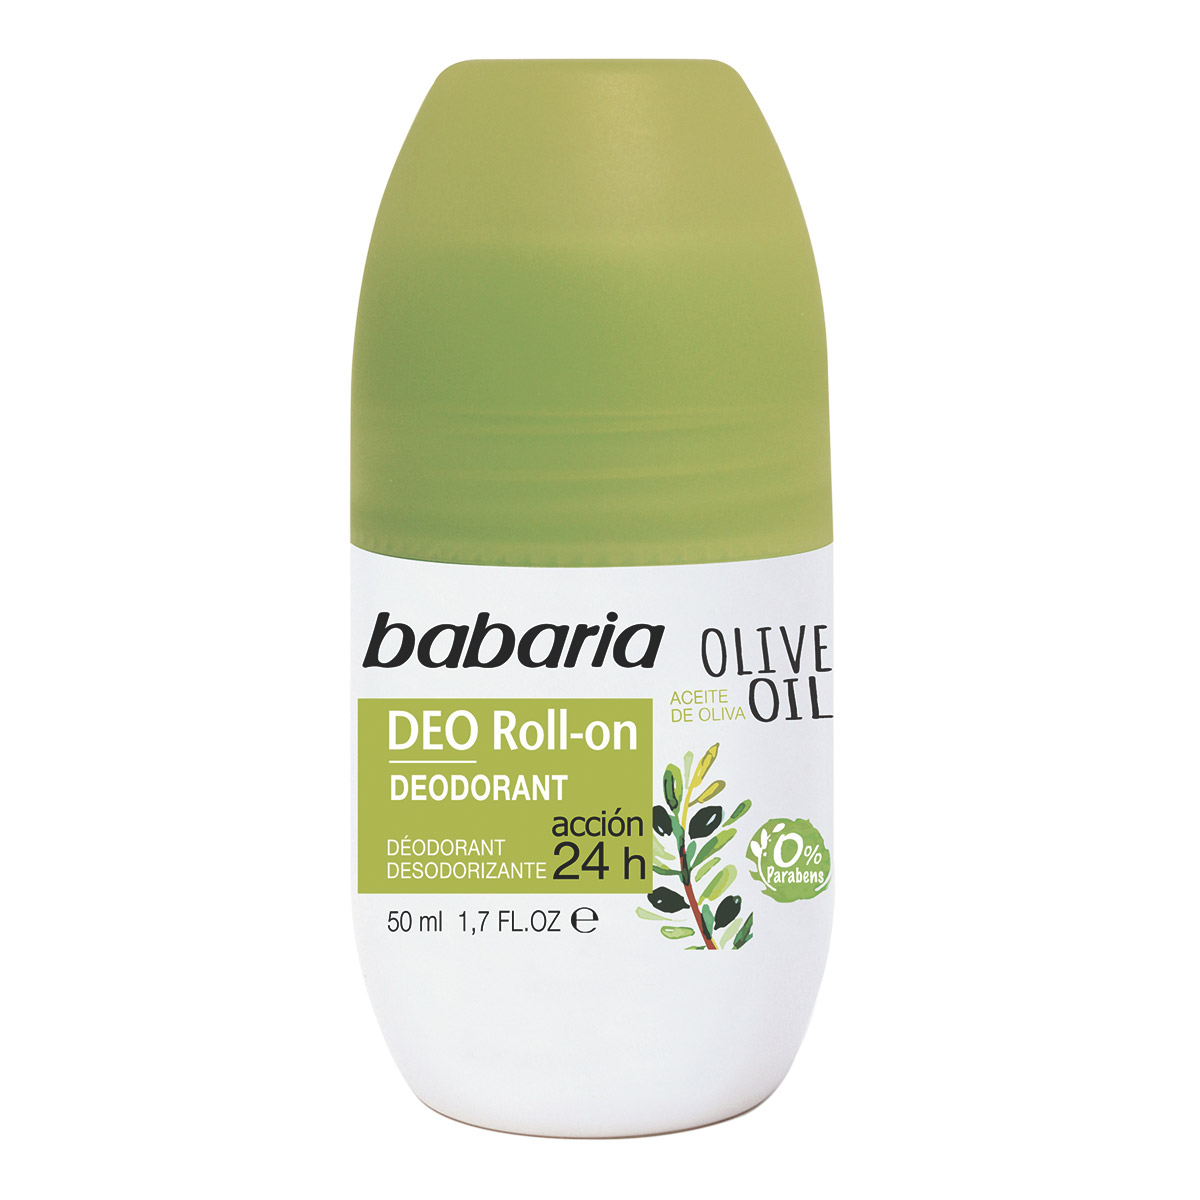 babaria
OLIVE
ACEITE
DE OLIVA
OIL
DEO Roll-on
DEODORANT
acción
DÉODORANT
DESODORIZANTE
24 h
0%
Parabens
50 ml 1,7 FL.OZ ℮